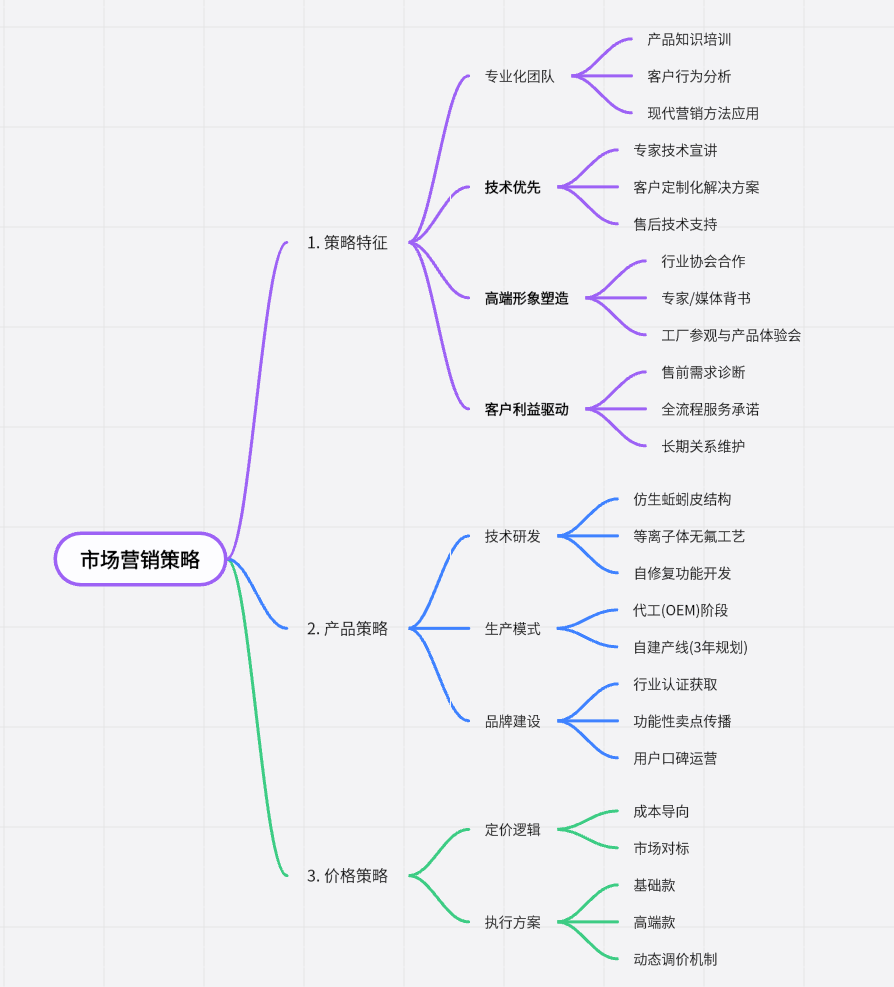 市场营销策略
1. 策略特征
专业化团队
产品知识培训
客户行为分析
现代营销方法应用
技术优先
专家技术宣讲
客户定制化解决方案
售后技术支持
高端形象塑造
行业协会合作
专家/媒体背书
工厂参观与产品体验会
客户利益驱动
售前需求诊断
全流程服务承诺
长期关系维护
2. 产品策略
技术研发
仿生蚯蚓皮结构
等离子体无氟工艺
自修复功能开发
生产模式
代工(OEM)阶段
自建产线(3年规划)
品牌建设
行业认证获取
功能性卖点传播
用户口碑运营
3. 价格策略
定价逻辑
成本导向
市场对标
执行方案
基础款
高端款
动态调价机制